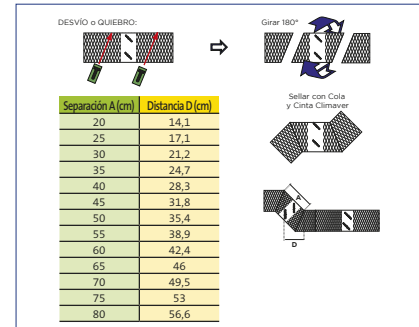 DESVÍO o QUIEBRO:
Girar 180°
Sellar con Cola
y Cinta Climaver
Separación A (cm) Distancia D (cm)
20 14,1
25 17,1
30 21,2
35 24,7
40 28,3
45 31,8
50 35,4
55 38,9
60 42,4
65 46
70 49,5
75 53
80 56,6
A
D